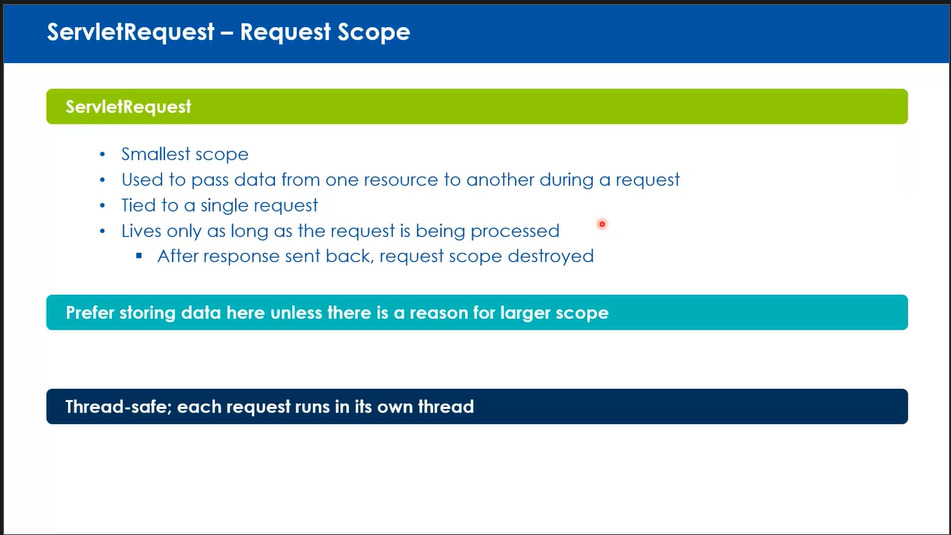 ServletRequest – Request Scope
ServletRequest
• Smallest scope
• Used to pass data from one resource to another during a request
• Tied to a single request
• Lives only as long as the request is being processed
▪ After response sent back, request scope destroyed
Prefer storing data here unless there is a reason for larger scope
Thread-safe; each request runs in its own thread